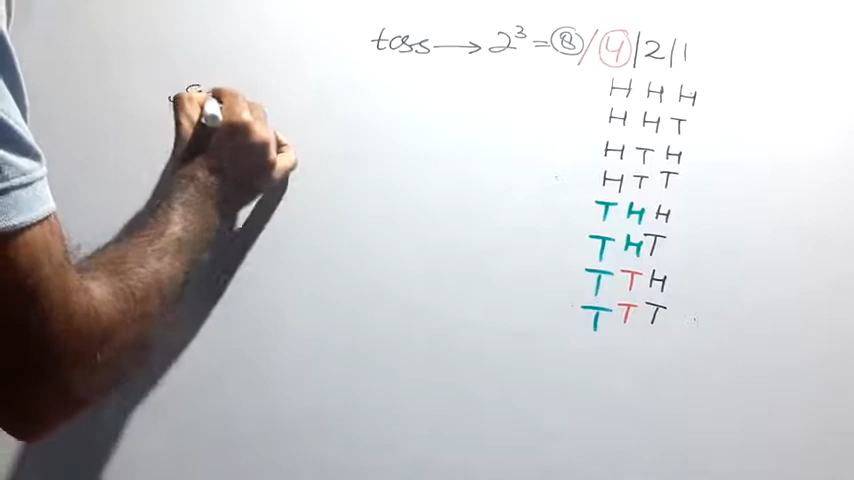 toss → 2³ = 8 / 4 | 2 | 1
H H H
H H T
H T H
H T T
T H H
T H T
T T H
T T T